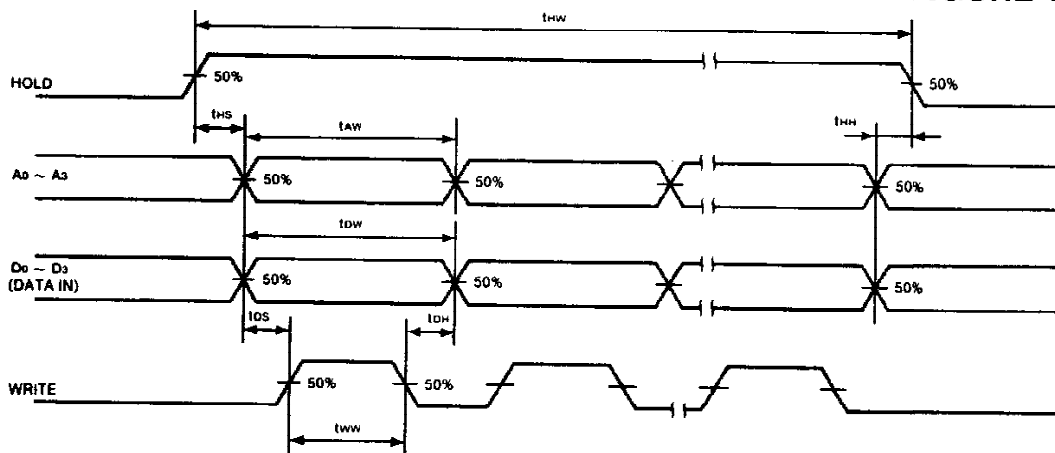 tHW
HOLD
50%
50%
tHS
tAW
tHH
A0 ~ A3
50%
50%
50%
tDW
D0 ~ D3
(DATA IN)
50%
50%
50%
tDS
tDH
WRITE
50%
50%
tWW